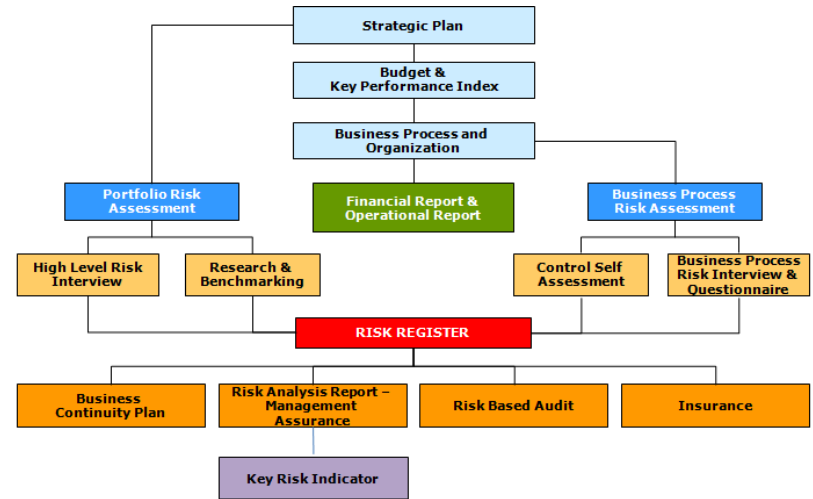 Strategic Plan
Budget &
Key Performance Index
Business Process and
Organization
Portfolio Risk
Assessment
Financial Report &
Operational Report
Business Process
Risk Assessment
High Level Risk
Interview
Research &
Benchmarking
Control Self
Assessment
Business Process
Risk Interview &
Questionnaire
RISK REGISTER
Business
Continuity Plan
Risk Analysis Report –
Management
Assurance
Risk Based Audit
Insurance
Key Risk Indicator